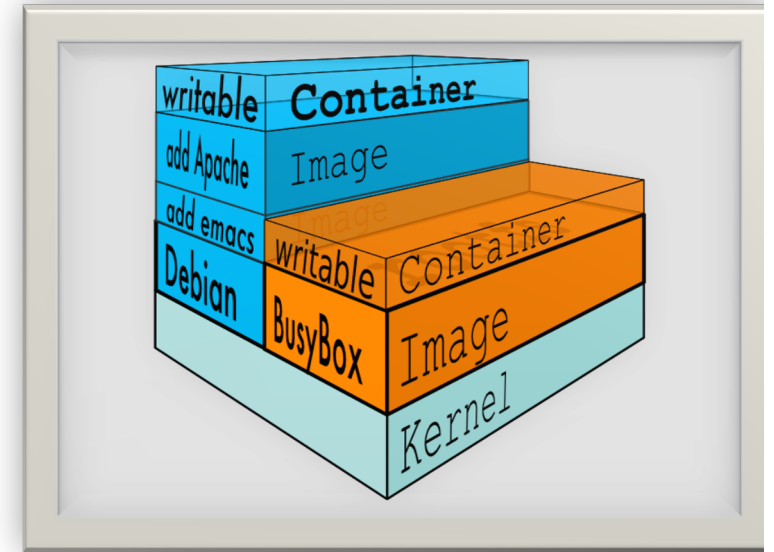 writable Container
add Apache Image
add emacs Image
Debian
writable Container
BusyBox Image
Kernel